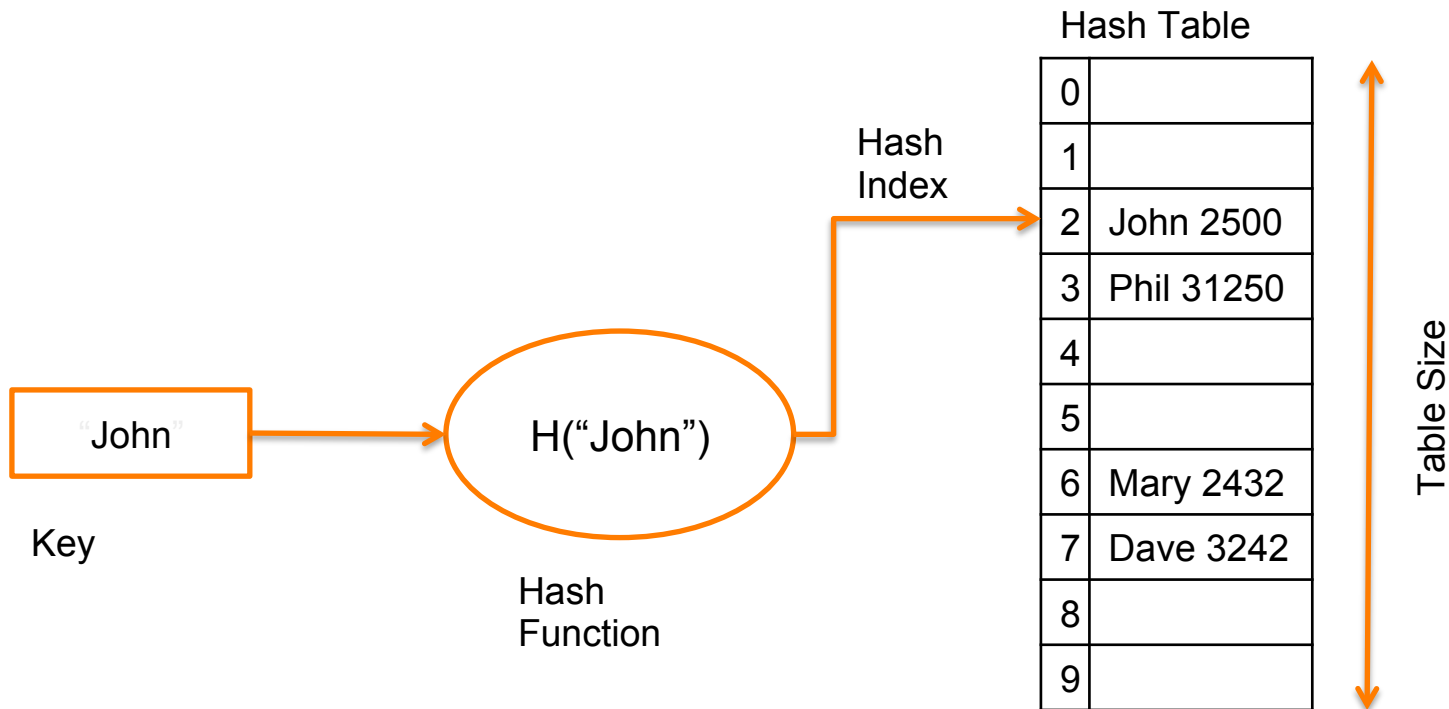 Hash Table
0
1
2 John 2500
3 Phil 31250
4
5
6 Mary 2432
7 Dave 3242
8
9
Hash
Index
“John”
Key
H(“John”)
Hash
Function
Table Size